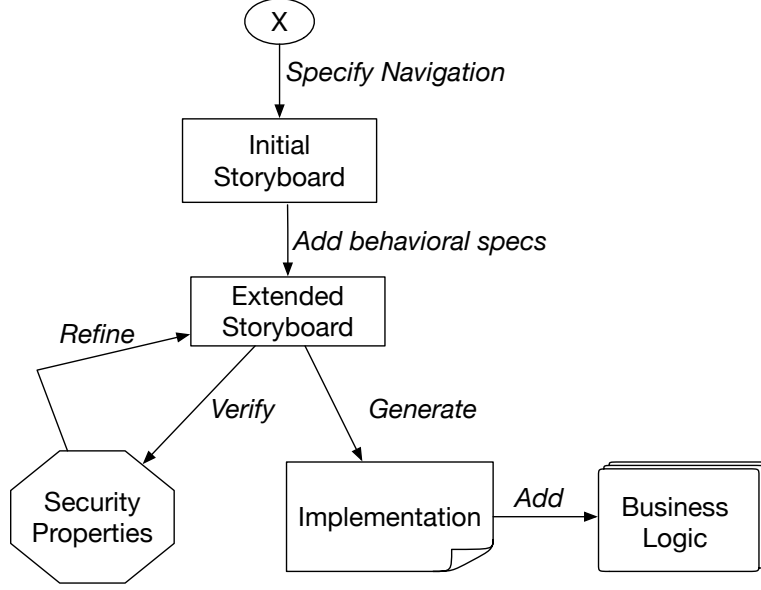 X
Specify Navigation
Initial
Storyboard
Add behavioral specs
Extended
Storyboard
Refine
Verify
Generate
Security
Properties
Implementation
Add
Business
Logic